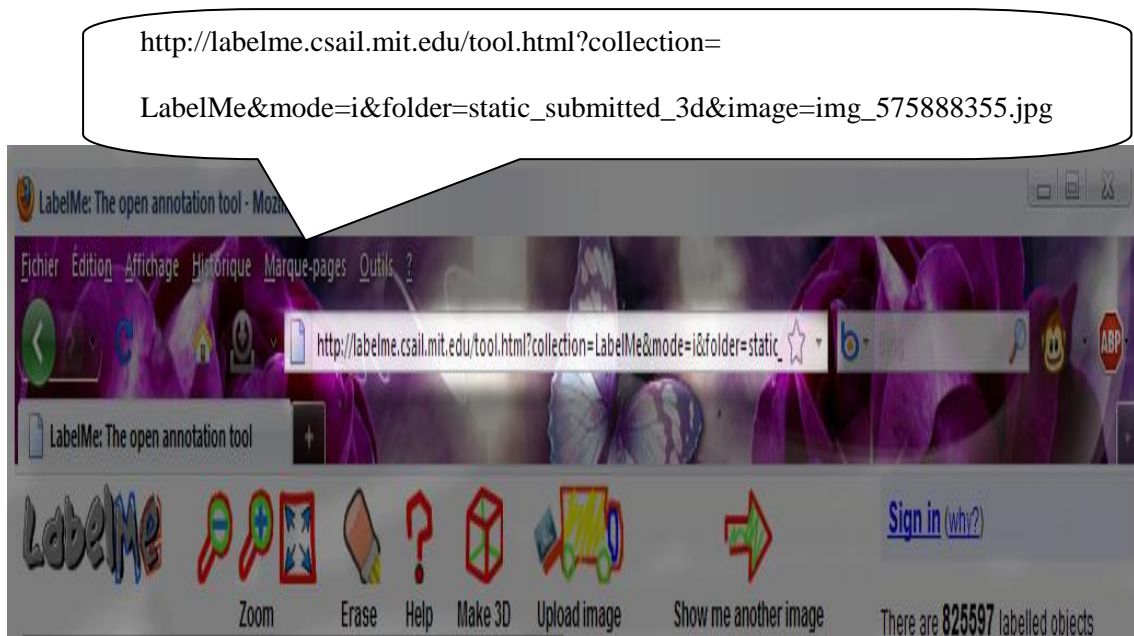 http://labelme.csail.mit.edu/tool.html?collection=
LabelMe&mode=i&folder=static_submitted_3d&image=img_575888355.jpg
LabelMe: The open annotation tool - Mozi
Fichier Édition Affichage Historique Marque-pages Outils ?
http://labelme.csail.mit.edu/tool.html?collection=LabelMe&mode=i&folder=static_
bing
ABP
LabelMe: The open annotation tool
LabelMe
Sign in (why?)
Zoom Erase Help Make 3D Upload image Show me another image
There are 825597 labelled objects